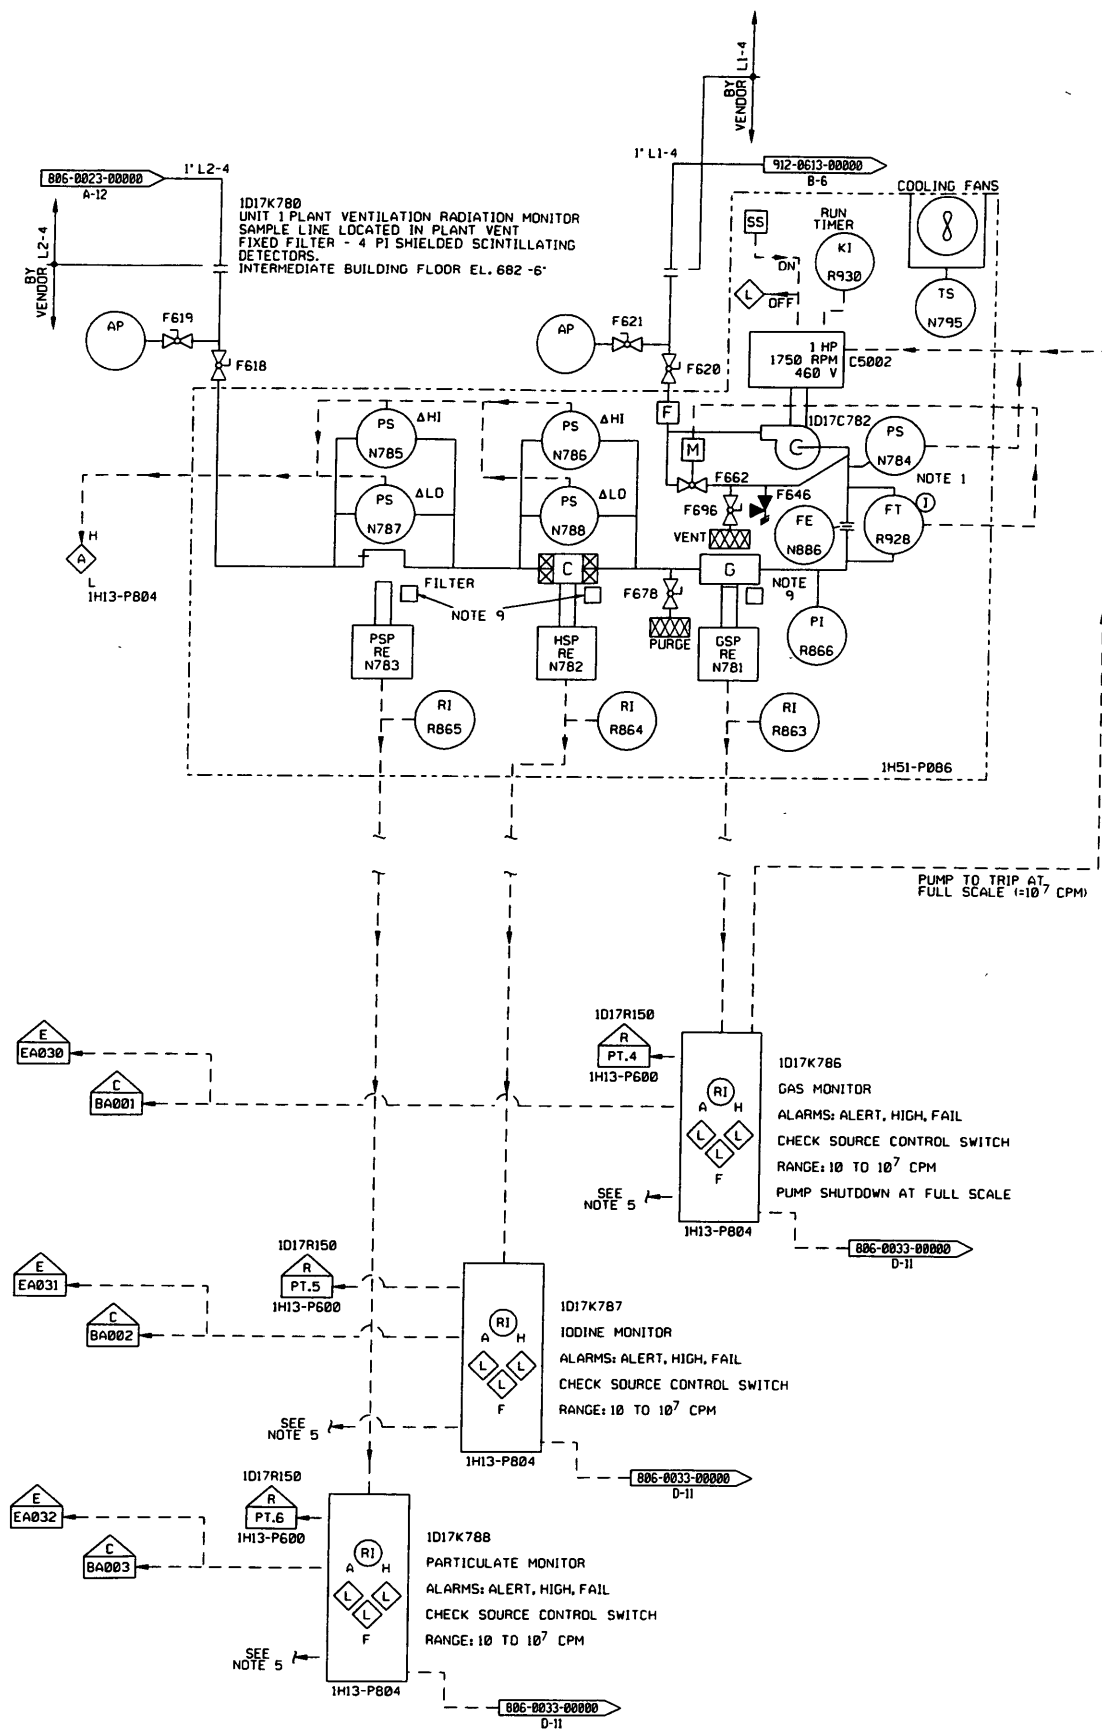 BY
VENDOR
L1-4
1" L1-4
912-0613-00000
B-6
1" L2-4
806-0023-00000
A-12
BY
VENDOR
L2-4
1D17K780
UNIT 1 PLANT VENTILATION RADIATION MONITOR
SAMPLE LINE LOCATED IN PLANT VENT
FIXED FILTER - 4 PI SHIELDED SCINTILLATING
DETECTORS.
INTERMEDIATE BUILDING FLOOR EL. 682 -6"
COOLING FANS
SS
ON
L
OFF
RUN
TIMER
KI
R930
TS
N795
AP
F619
F618
AP
F621
F620
1 HP
1750 RPM
460 V
C5002
F
1D17C782
C
M
F662
F646
F696
VENT
PS
N784
NOTE 1
FT
R928
I
FE
N886
PS
N785
ΔHI
PS
N787
ΔLO
PS
N786
ΔHI
PS
N788
ΔLO
H
A
L
1H13-P804
FILTER
NOTE 9
C
F678
PURGE
G
NOTE
9
PI
R866
PSP
RE
N783
HSP
RE
N782
GSP
RE
N781
RI
R865
RI
R864
RI
R863
1H51-P086
PUMP TO TRIP AT
FULL SCALE (=10⁷ CPM)
E
EA030
C
BA001
1D17R150
R
PT.4
1H13-P600
RI
A H
L L
L
F
SEE
NOTE 5
1H13-P804
1D17K786
GAS MONITOR
ALARMS: ALERT, HIGH, FAIL
CHECK SOURCE CONTROL SWITCH
RANGE: 10 TO 10⁷ CPM
PUMP SHUTDOWN AT FULL SCALE
806-0033-00000
D-11
E
EA031
C
BA002
1D17R150
R
PT.5
1H13-P600
RI
A H
L L
L
F
SEE
NOTE 5
1H13-P804
1D17K787
IODINE MONITOR
ALARMS: ALERT, HIGH, FAIL
CHECK SOURCE CONTROL SWITCH
RANGE: 10 TO 10⁷ CPM
806-0033-00000
D-11
E
EA032
C
BA003
1D17R150
R
PT.6
1H13-P600
RI
A H
L L
L
F
SEE
NOTE 5
1H13-P804
1D17K788
PARTICULATE MONITOR
ALARMS: ALERT, HIGH, FAIL
CHECK SOURCE CONTROL SWITCH
RANGE: 10 TO 10⁷ CPM
806-0033-00000
D-11